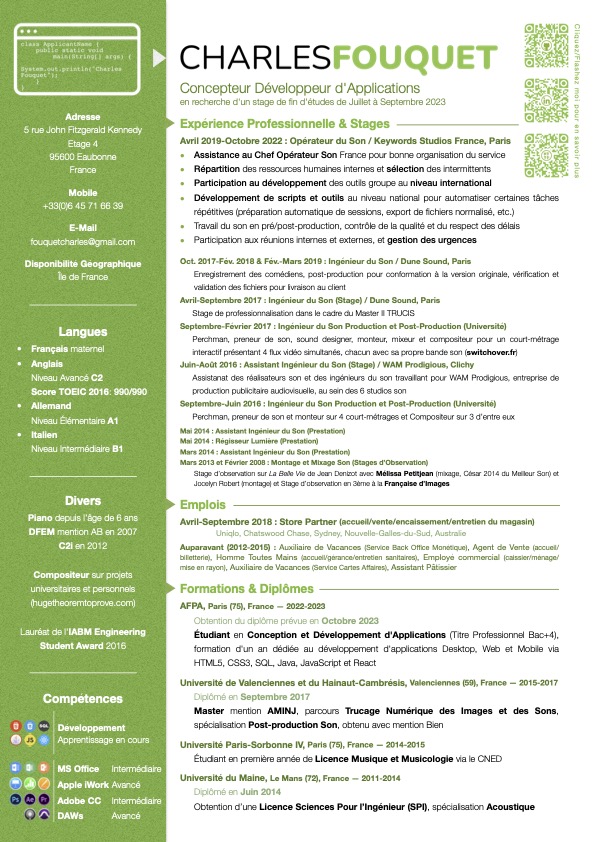 class ApplicantName {
public static void
main(String[] args) {
System.out.println("Charles
Fouquet");
}
}
CHARLESFOUQUET
Concepteur Développeur d'Applications
en recherche d'un stage de fin d'études de Juillet à Septembre 2023
Cliquez/Flashez moi pour en savoir plus
Adresse
5 rue John Fitzgerald Kennedy
Etage 4
95600 Eaubonne
France
Mobile
+33(0)6 45 71 66 39
E-Mail
fouquetcharles@gmail.com
Disponibilité Géographique
Île de France
Langues
• Français maternel
• Anglais
Niveau Avancé C2
Score TOEIC 2016: 990/990
• Allemand
Niveau Élémentaire A1
• Italien
Niveau Intermédiaire B1
Divers
Piano depuis l'âge de 6 ans
DFEM mention AB en 2007
C2i en 2012
Compositeur sur projets
universitaires et personnels
(hugetheoremtoprove.com)
Lauréat de l'IABM Engineering
Student Award 2016
Compétences
SQL
JS
Développement
Apprentissage en cours
MS Office Intermédiaire
Apple iWork Avancé
Ps Ae Pr
Adobe CC Intermédiaire
DAWs Avancé
Expérience Professionnelle & Stages
Avril 2019-Octobre 2022 : Opérateur du Son / Keywords Studios France, Paris
• Assistance au Chef Opérateur Son France pour bonne organisation du service
• Répartition des ressources humaines internes et sélection des intermittents
• Participation au développement des outils groupe au niveau international
• Développement de scripts et outils au niveau national pour automatiser certaines tâches
répétitives (préparation automatique de sessions, export de fichiers normalisé, etc.)
• Travail du son en pré/post-production, contrôle de la qualité et du respect des délais
• Participation aux réunions internes et externes, et gestion des urgences
Oct. 2017-Fév. 2018 & Fév.-Mars 2019 : Ingénieur du Son / Dune Sound, Paris
Enregistrement des comédiens, post-production pour conformation à la version originale, vérification et
validation des fichiers pour livraison au client
Avril-Septembre 2017 : Ingénieur du Son (Stage) / Dune Sound, Paris
Stage de professionnalisation dans le cadre du Master II TRUCIS
Septembre-Février 2017 : Ingénieur du Son Production et Post-Production (Université)
Perchman, preneur de son, sound designer, monteur, mixeur et compositeur pour un court-métrage
interactif présentant 4 flux vidéo simultanés, chacun avec sa propre bande son (switchover.fr)
Juin-Août 2016 : Assistant Ingénieur du Son (Stage) / WAM Prodigious, Clichy
Assistanat des réalisateurs son et des ingénieurs du son travaillant pour WAM Prodigious, entreprise de
production publicitaire audiovisuelle, au sein des 6 studios son
Septembre-Juin 2016 : Ingénieur du Son Production et Post-Production (Université)
Perchman, preneur de son et monteur sur 4 court-métrages et Compositeur sur 3 d'entre eux
Mai 2014 : Assistant Ingénieur du Son (Prestation)
Mai 2014 : Régisseur Lumière (Prestation)
Mars 2014 : Assistant Ingénieur du Son (Prestation)
Mars 2013 et Février 2008 : Montage et Mixage Son (Stages d'Observation)
Stage d'observation sur La Belle Vie de Jean Denizot avec Mélissa Petitjean (mixage, César 2014 du Meilleur Son) et
Jocelyn Robert (montage) et Stage d'observation en 3ème à la Française d'Images
Emplois
Avril-Septembre 2018 : Store Partner (accueil/vente/encaissement/entretien du magasin)
Uniqlo, Chatswood Chase, Sydney, Nouvelle-Galles-du-Sud, Australie
Auparavant (2012-2015) : Auxiliaire de Vacances (Service Back Office Monétique), Agent de Vente (accueil/
billetterie), Homme Toutes Mains (accueil/gérance/entretien sanitaires), Employé commercial (caissier/ménage/
mise en rayon), Auxiliaire de Vacances (Service Cartes Affaires), Assistant Pâtissier
Formations & Diplômes
AFPA, Paris (75), France — 2022-2023
Obtention du diplôme prévue en Octobre 2023
Étudiant en Conception et Développement d'Applications (Titre Professionnel Bac+4),
formation d'un an dédiée au développement d'applications Desktop, Web et Mobile via
HTML5, CSS3, SQL, Java, JavaScript et React
Université de Valenciennes et du Hainaut-Cambrésis, Valenciennes (59), France — 2015-2017
Diplômé en Septembre 2017
Master mention AMINJ, parcours Trucage Numérique des Images et des Sons,
spécialisation Post-production Son, obtenu avec mention Bien
Université Paris-Sorbonne IV, Paris (75), France — 2014-2015
Étudiant en première année de Licence Musique et Musicologie via le CNED
Université du Maine, Le Mans (72), France — 2011-2014
Diplômé en Juin 2014
Obtention d'une Licence Sciences Pour l'Ingénieur (SPI), spécialisation Acoustique